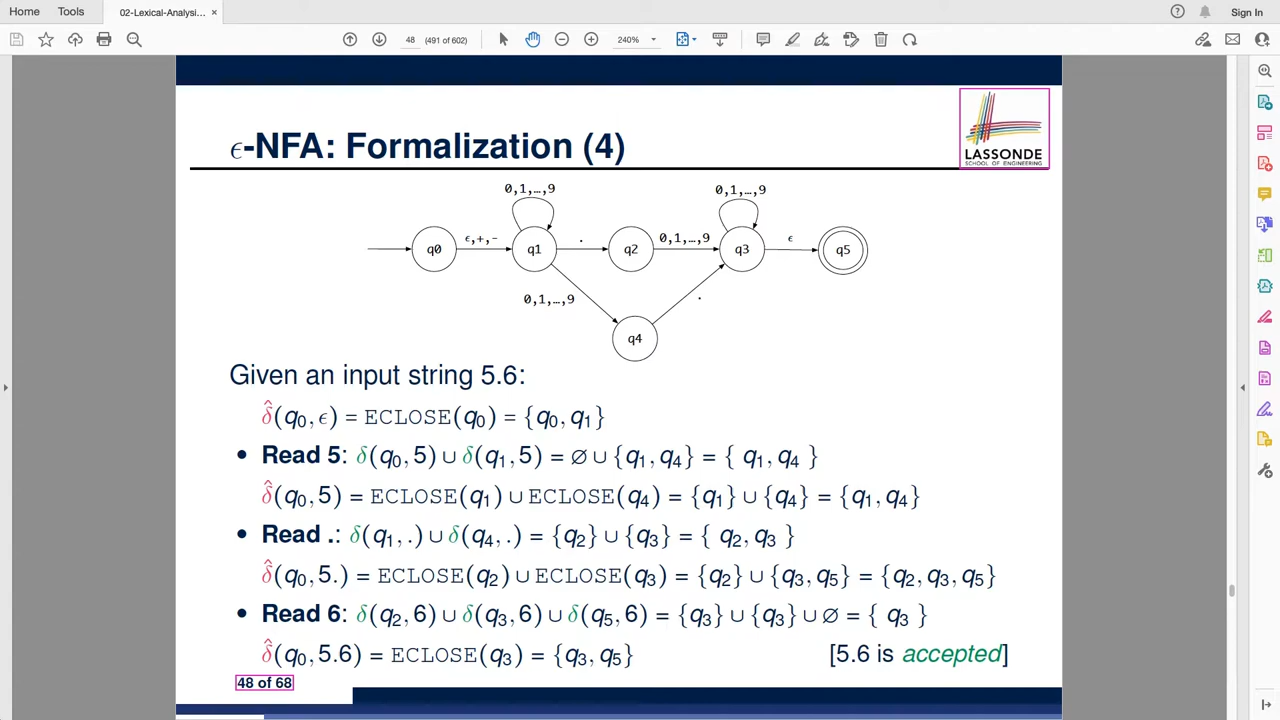 Home Tools 02-Lexical-Analysi... × Sign In
48 (491 of 602) 240%
ϵ-NFA: Formalization (4)
LASSONDE
SCHOOL OF ENGINEERING
0,1,…,9 0,1,…,9
q0 ϵ,+,- q1 . q2 0,1,…,9 q3 ϵ q5
0,1,…,9 .
q4
Given an input string 5.6:
δ̂(q₀, ϵ) = ECLOSE(q₀) = {q₀, q₁}
• Read 5: δ(q₀, 5) ∪ δ(q₁, 5) = ∅ ∪ {q₁, q₄} = { q₁, q₄ }
δ̂(q₀, 5) = ECLOSE(q₁) ∪ ECLOSE(q₄) = {q₁} ∪ {q₄} = {q₁, q₄}
• Read .: δ(q₁, .) ∪ δ(q₄, .) = {q₂} ∪ {q₃} = { q₂, q₃ }
δ̂(q₀, 5.) = ECLOSE(q₂) ∪ ECLOSE(q₃) = {q₂} ∪ {q₃, q₅} = {q₂, q₃, q₅}
• Read 6: δ(q₂, 6) ∪ δ(q₃, 6) ∪ δ(q₅, 6) = {q₃} ∪ {q₃} ∪ ∅ = { q₃ }
δ̂(q₀, 5.6) = ECLOSE(q₃) = {q₃, q₅} [5.6 is accepted]
48 of 68